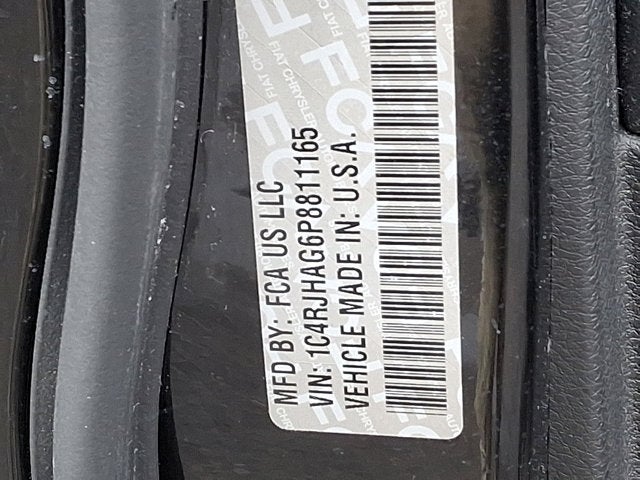 MFD BY: FCA US LLC
VIN: 1C4RJHAG6P8811165
VEHICLE MADE IN: U.S.A.